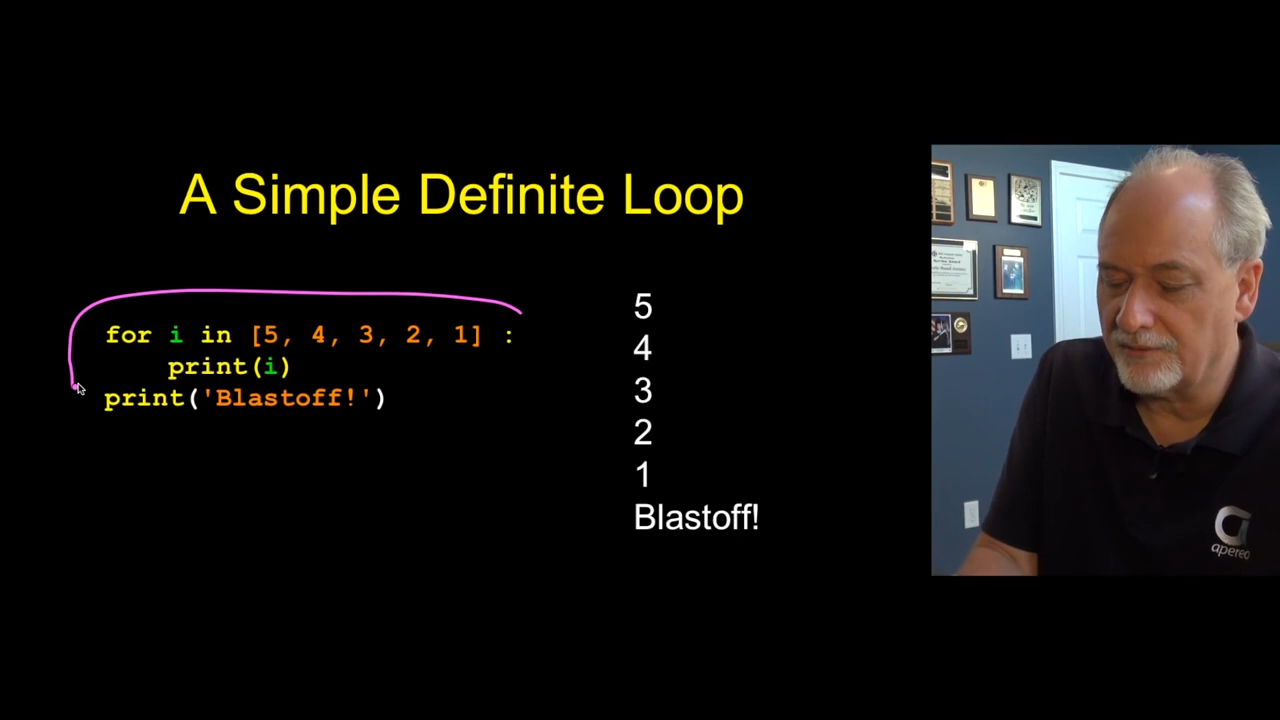 A Simple Definite Loop
for i in [5, 4, 3, 2, 1] :
    print(i)
print('Blastoff!')
5
4
3
2
1
Blastoff!
apereo